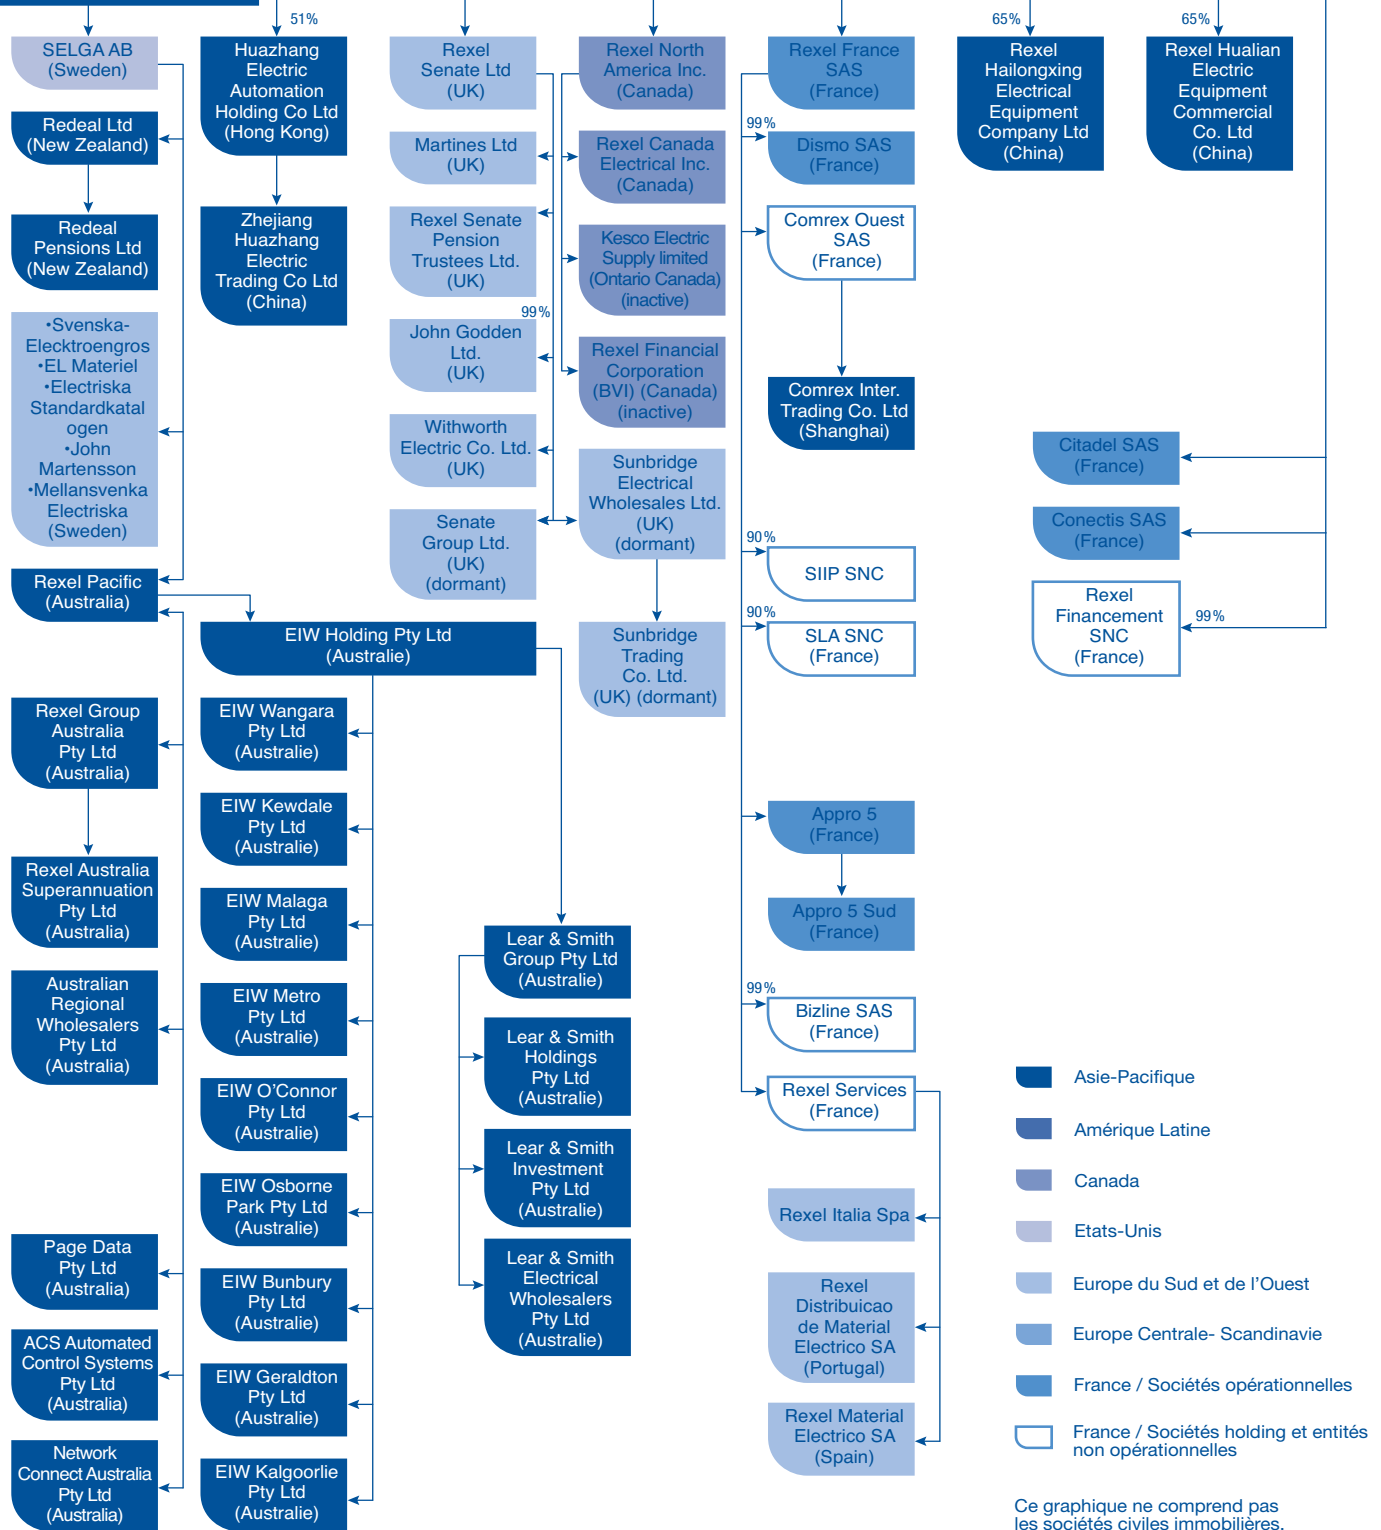 51%
65%
65%
SELGA AB
(Sweden)
Redeal Ltd
(New Zealand)
Redeal
Pensions Ltd
(New Zealand)
•Svenska-
Elecktroengros
•EL Materiel
•Electriska
Standardkatal
ogen
•John
Martensson
•Mellansvenka
Electriska
(Sweden)
Rexel Pacific
(Australia)
Rexel Group
Australia
Pty Ltd
(Australia)
Rexel Australia
Superannuation
Pty Ltd
(Australia)
Australian
Regional
Wholesalers
Pty Ltd
(Australia)
Page Data
Pty Ltd
(Australia)
ACS Automated
Control Systems
Pty Ltd
(Australia)
Network
Connect Australia
Pty Ltd
(Australia)
Huazhang
Electric
Automation
Holding Co Ltd
(Hong Kong)
Zhejiang
Huazhang
Electric
Trading Co Ltd
(China)
EIW Holding Pty Ltd
(Australie)
EIW Wangara
Pty Ltd
(Australie)
EIW Kewdale
Pty Ltd
(Australie)
EIW Malaga
Pty Ltd
(Australie)
EIW Metro
Pty Ltd
(Australie)
EIW O’Connor
Pty Ltd
(Australie)
EIW Osborne
Park Pty Ltd
(Australie)
EIW Bunbury
Pty Ltd
(Australie)
EIW Geraldton
Pty Ltd
(Australie)
EIW Kalgoorlie
Pty Ltd
(Australie)
Rexel
Senate Ltd
(UK)
Martines Ltd
(UK)
Rexel Senate
Pension
Trustees Ltd.
(UK)
99%
John Godden
Ltd.
(UK)
Withworth
Electric Co. Ltd.
(UK)
Senate
Group Ltd.
(UK)
(dormant)
Lear & Smith
Group Pty Ltd
(Australie)
Lear & Smith
Holdings
Pty Ltd
(Australie)
Lear & Smith
Investment
Pty Ltd
(Australie)
Lear & Smith
Electrical
Wholesalers
Pty Ltd
(Australie)
Rexel North
America Inc.
(Canada)
Rexel Canada
Electrical Inc.
(Canada)
Kesco Electric
Supply limited
(Ontario Canada)
(inactive)
Rexel Financial
Corporation
(BVI) (Canada)
(inactive)
Sunbridge
Electrical
Wholesales Ltd.
(UK)
(dormant)
Sunbridge
Trading
Co. Ltd.
(UK) (dormant)
Rexel France
SAS
(France)
99%
Dismo SAS
(France)
Comrex Ouest
SAS
(France)
Comrex Inter.
Trading Co. Ltd
(Shanghai)
90%
SIIP SNC
90%
SLA SNC
(France)
Appro 5
(France)
Appro 5 Sud
(France)
99%
Bizline SAS
(France)
Rexel Services
(France)
Rexel Italia Spa
Rexel
Distribuicao
de Material
Electrico SA
(Portugal)
Rexel Material
Electrico SA
(Spain)
Rexel
Hailongxing
Electrical
Equipment
Company Ltd
(China)
Rexel Hualian
Electric
Equipment
Commercial
Co. Ltd
(China)
Citadel SAS
(France)
Conectis SAS
(France)
Rexel
Financement
SNC
(France)
99%
Asie-Pacifique
Amérique Latine
Canada
Etats-Unis
Europe du Sud et de l’Ouest
Europe Centrale- Scandinavie
France / Sociétés opérationnelles
France / Sociétés holding et entités
non opérationnelles
Ce graphique ne comprend pas
les sociétés civiles immobilières.